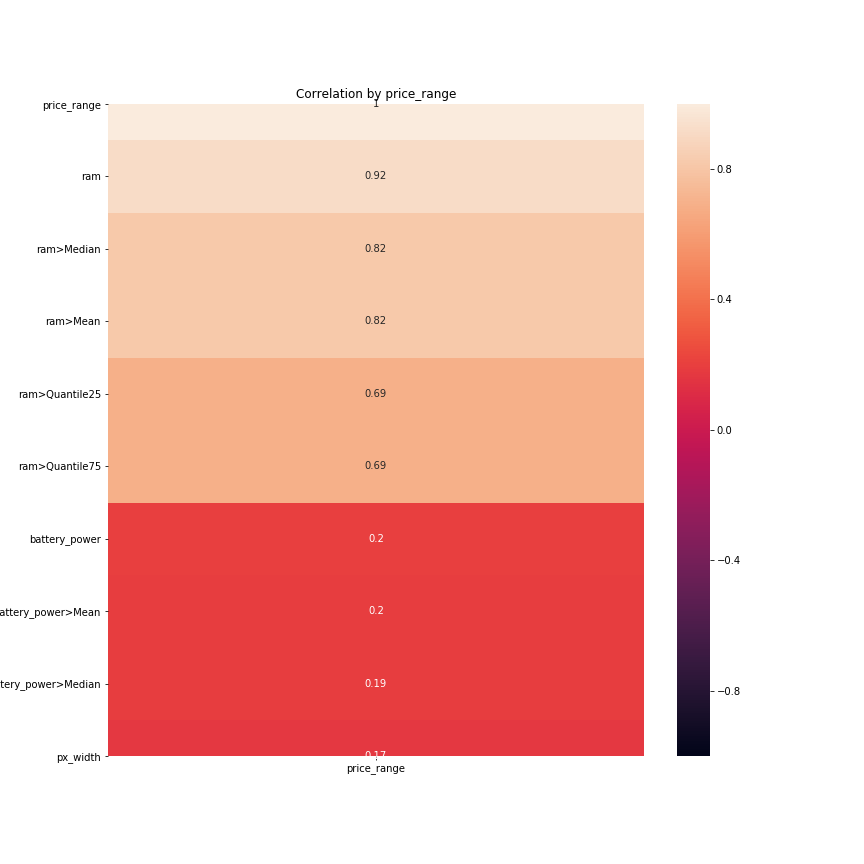 Correlation by price_range
price_range
1
ram
0.92
ram>Median
0.82
ram>Mean
0.82
ram>Quantile25
0.69
ram>Quantile75
0.69
battery_power
0.2
attery_power>Mean
0.2
tery_power>Median
0.19
px_width
0.17
price_range
0.8
0.4
0.0
−0.4
−0.8